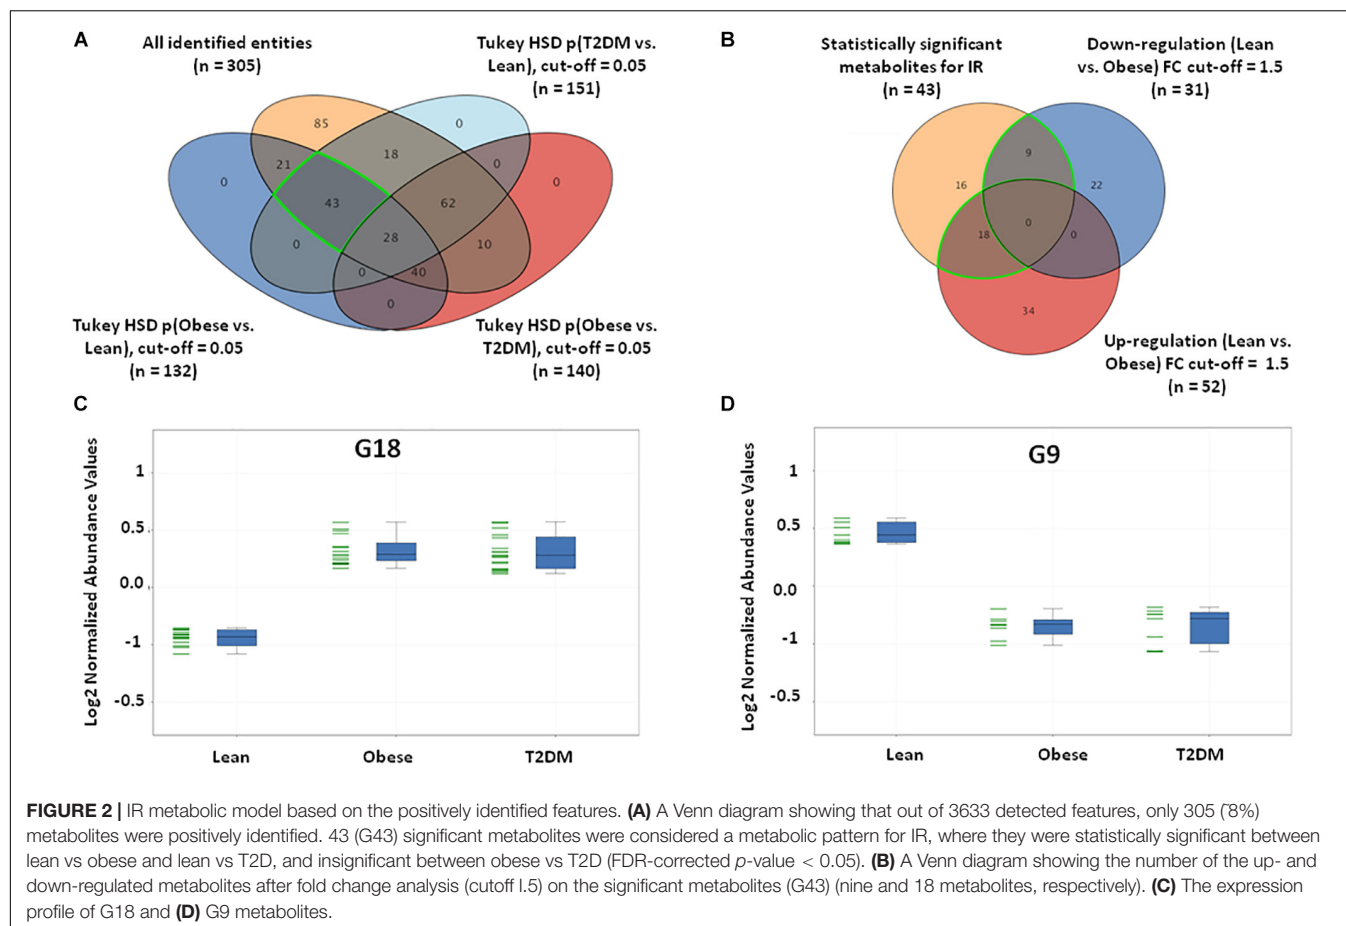 A
All identified entities
(n = 305)
Tukey HSD p(T2DM vs.
Lean), cut-off = 0.05
(n = 151)
85
0
21
18
0
0
0
43
62
0
28
10
0
40
0
Tukey HSD p(Obese vs.
Lean), cut-off = 0.05
(n = 132)
Tukey HSD p(Obese vs.
T2DM), cut-off = 0.05
(n = 140)
B
Statistically significant
metabolites for IR
(n = 43)
Down-regulation (Lean
vs. Obese) FC cut-off = 1.5
(n = 31)
9
16
22
0
18
0
34
Up-regulation (Lean vs.
Obese) FC cut-off = 1.5
(n = 52)
C
G18
Log2 Normalized Abundance Values
1
0.5
0.0
-1
-0.5
Lean
Obese
T2DM
D
G9
Log2 Normalized Abundance Values
1
0.5
0.0
-1
-0.5
Lean
Obese
T2DM
FIGURE 2 | IR metabolic model based on the positively identified features. (A) A Venn diagram showing that out of 3633 detected features, only 305 (˜8%)
metabolites were positively identified. 43 (G43) significant metabolites were considered a metabolic pattern for IR, where they were statistically significant between
lean vs obese and lean vs T2D, and insignificant between obese vs T2D (FDR-corrected p-value < 0.05). (B) A Venn diagram showing the number of the up- and
down-regulated metabolites after fold change analysis (cutoff l.5) on the significant metabolites (G43) (nine and 18 metabolites, respectively). (C) The expression
profile of G18 and (D) G9 metabolites.